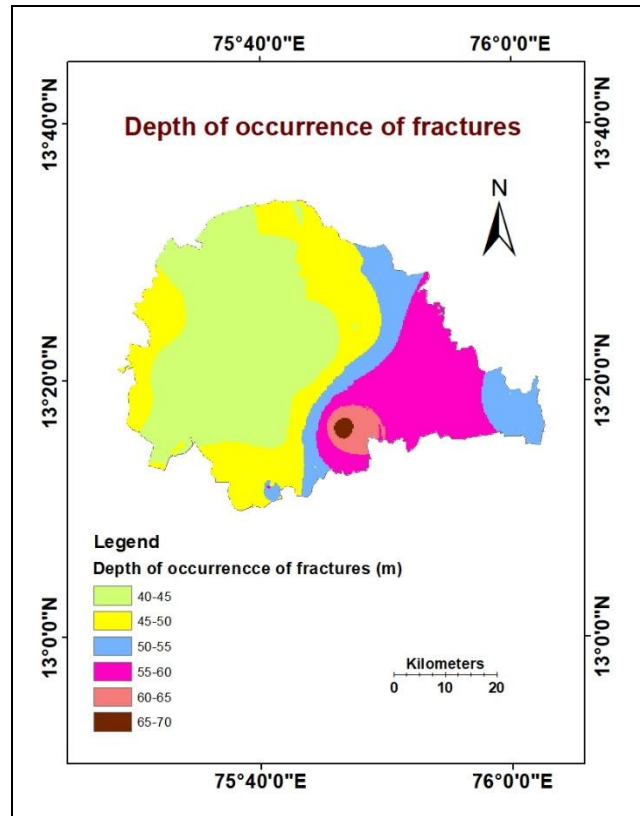 75°40'0"E 76°0'0"E
13°40'0"N 13°40'0"N
Depth of occurrence of fractures
N
13°20'0"N 13°20'0"N
Legend
Depth of occurrencce of fractures (m)
40-45
45-50
50-55
55-60
60-65
65-70
Kilometers
0 5 10 20
13°0'0"N 13°0'0"N
75°40'0"E 76°0'0"E